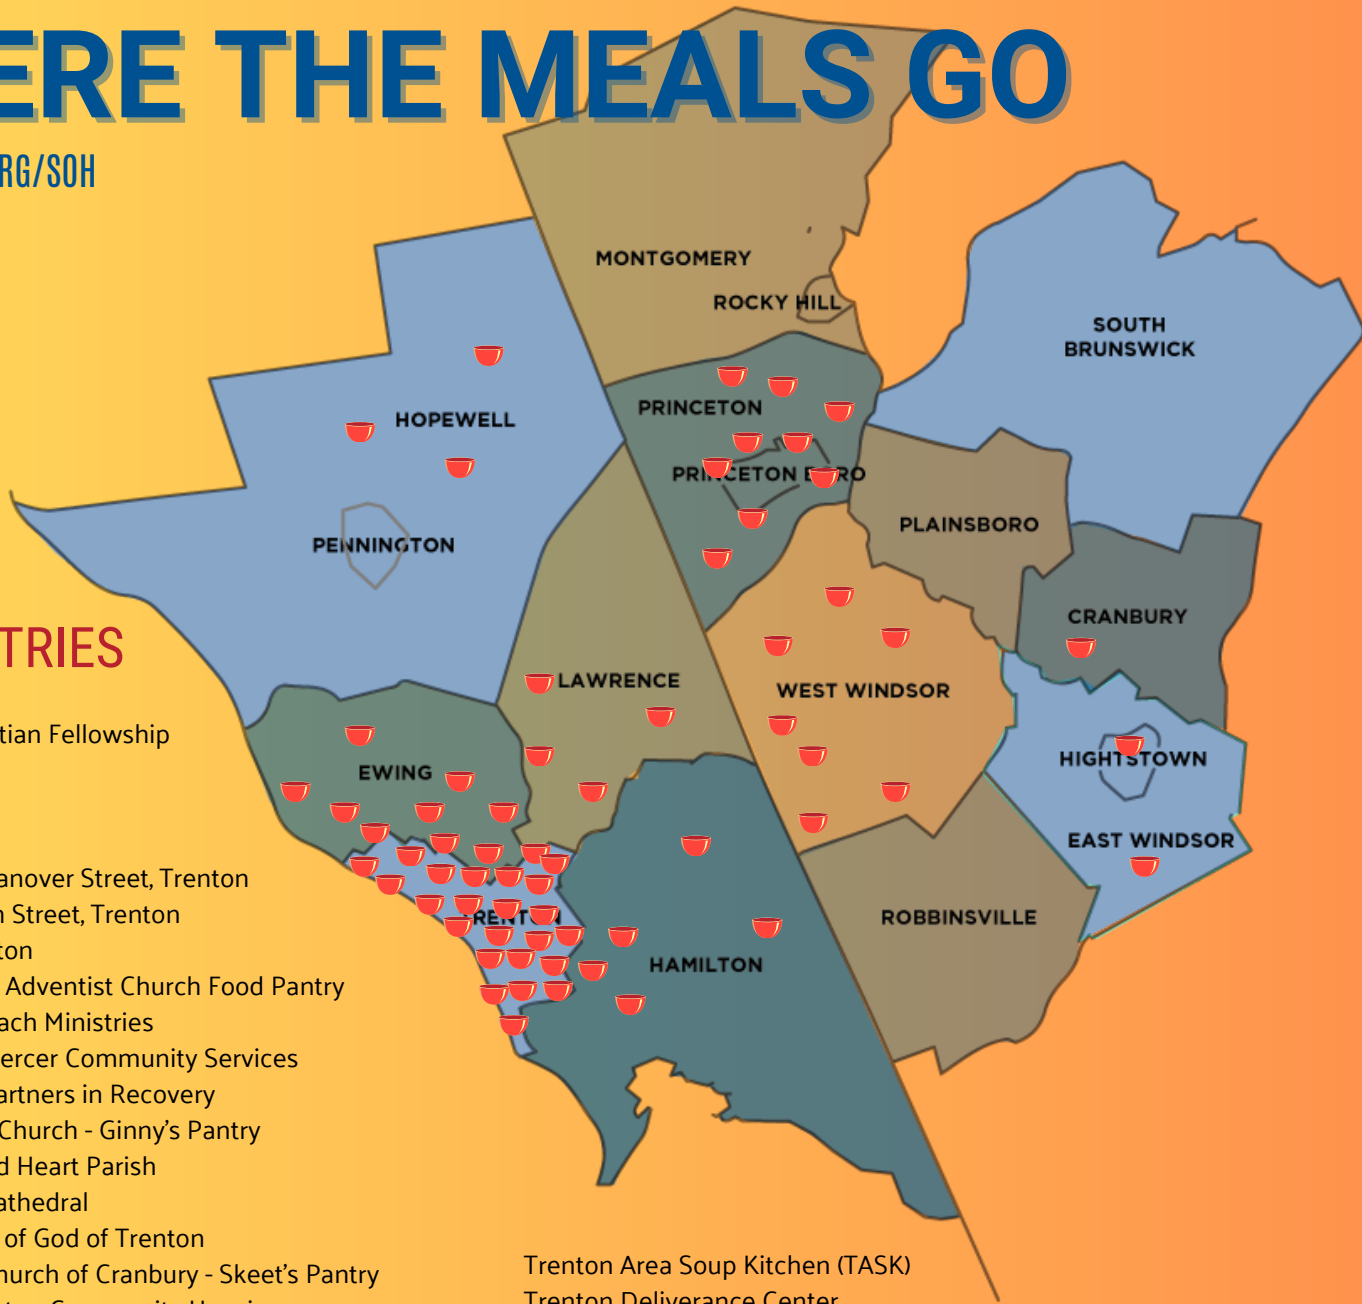 ERE THE MEALS GO
RG/SOH
MONTGOMERY
ROCKY HILL
SOUTH
BRUNSWICK
PRINCETON
HOPEWELL
PRINCETON BORO
PLAINSBORO
PENNINGTON
CRANBURY
TRIES
LAWRENCE
WEST WINDSOR
tian Fellowship
HIGHTSTOWN
EWING
EAST WINDSOR
anover Street, Trenton
n Street, Trenton
TRENTON
ROBBINSVILLE
ton
HAMILTON
Adventist Church Food Pantry
ach Ministries
ercer Community Services
artners in Recovery
Church - Ginny's Pantry
d Heart Parish
athedral
of God of Trenton
hurch of Cranbury - Skeet's Pantry
Trenton Area Soup Kitchen (TASK)
Trenton Deliverance Center